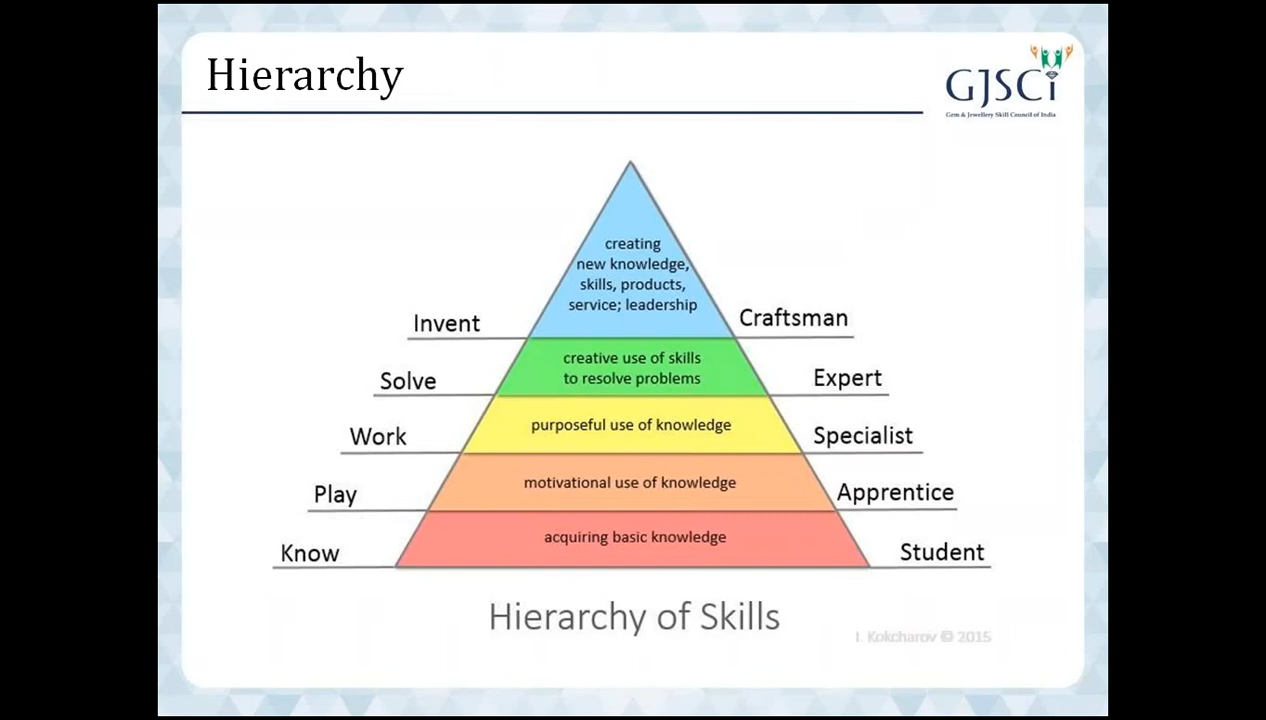 Hierarchy
GJSCI
Gem & Jewellery Skill Council of India
creating
new knowledge,
skills, products,
service; leadership
Invent
Craftsman
creative use of skills
to resolve problems
Solve
Expert
purposeful use of knowledge
Work
Specialist
motivational use of knowledge
Play
Apprentice
acquiring basic knowledge
Know
Student
Hierarchy of Skills
I. Kokcharov © 2015